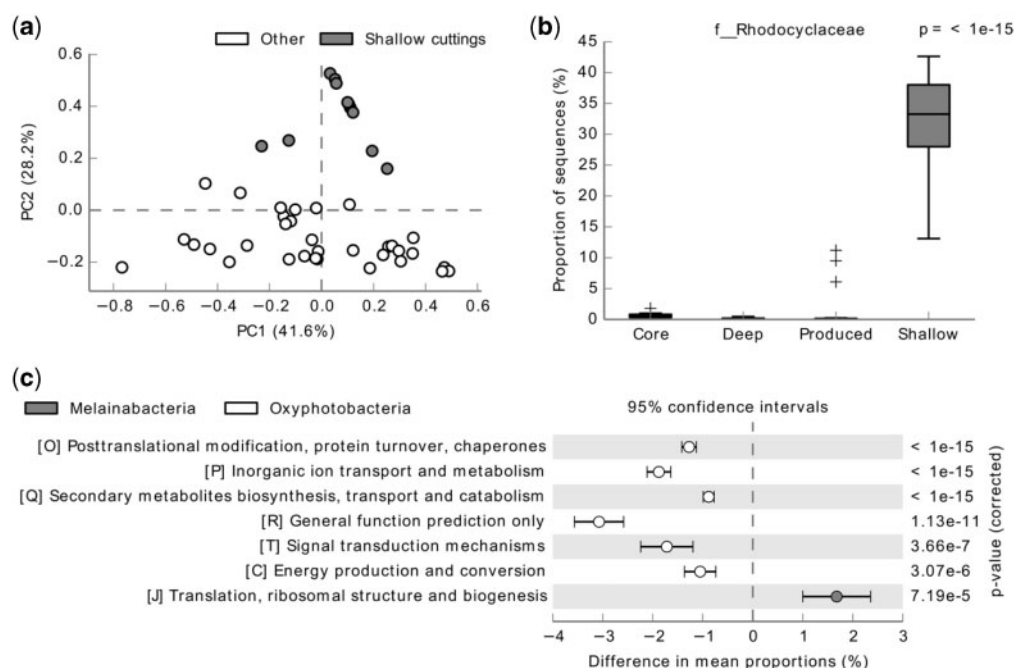 (a)
Other Shallow cuttings
0.6
0.4
0.2
0.0
−0.2
PC2 (28.2%)
−0.8 −0.6 −0.4 −0.2 0.0 0.2 0.4 0.6
PC1 (41.6%)
(b)
f__Rhodocyclaceae p = < 1e-15
45
40
35
30
25
20
15
10
5
0
Proportion of sequences (%)
Core Deep Produced Shallow
(c)
Melainabacteria Oxyphotobacteria 95% confidence intervals
[O] Posttranslational modification, protein turnover, chaperones < 1e-15
[P] Inorganic ion transport and metabolism < 1e-15
[Q] Secondary metabolites biosynthesis, transport and catabolism < 1e-15
[R] General function prediction only 1.13e-11
[T] Signal transduction mechanisms 3.66e-7
[C] Energy production and conversion 3.07e-6
[J] Translation, ribosomal structure and biogenesis 7.19e-5
p-value (corrected)
−4 −3 −2 −1 0 1 2 3
Difference in mean proportions (%)